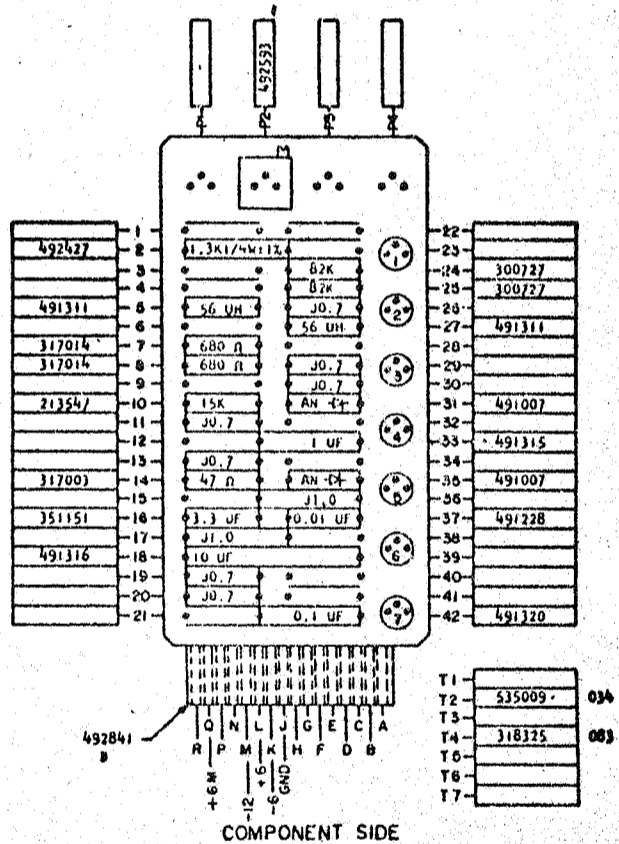 P1 P2 P3 P4
492593
M
1 22
492427 2 1.3K1/4W±1% 23
3 82K 24 300727
4 82K 25 300727
491311 5 56 UH J0.7 26
6 56 UH 27 491311
317014 7 680 Ω 28
317014 8 680 Ω J0.7 29
9 J0.7 30
213547 10 15K AN 31 491007
11 J0.7 32
12 1 UF 33 491315
13 J0.7 34
317003 14 47 Ω AN 35 491007
15 J1.0 36
351151 16 3.3 UF 0.01 UF 37 491228
17 J1.0 38
491316 18 10 UF 39
19 J0.7 40
20 J0.7 41
21 0.1 UF 42 491320
1
2
3
4
5
6
7
492841
B
R Q P N M L K J H G F E D C B A
+6M -12 +6 -6 GND
T1
T2 535009 034
T3
T4 318325 083
T5
T6
T7
COMPONENT SIDE